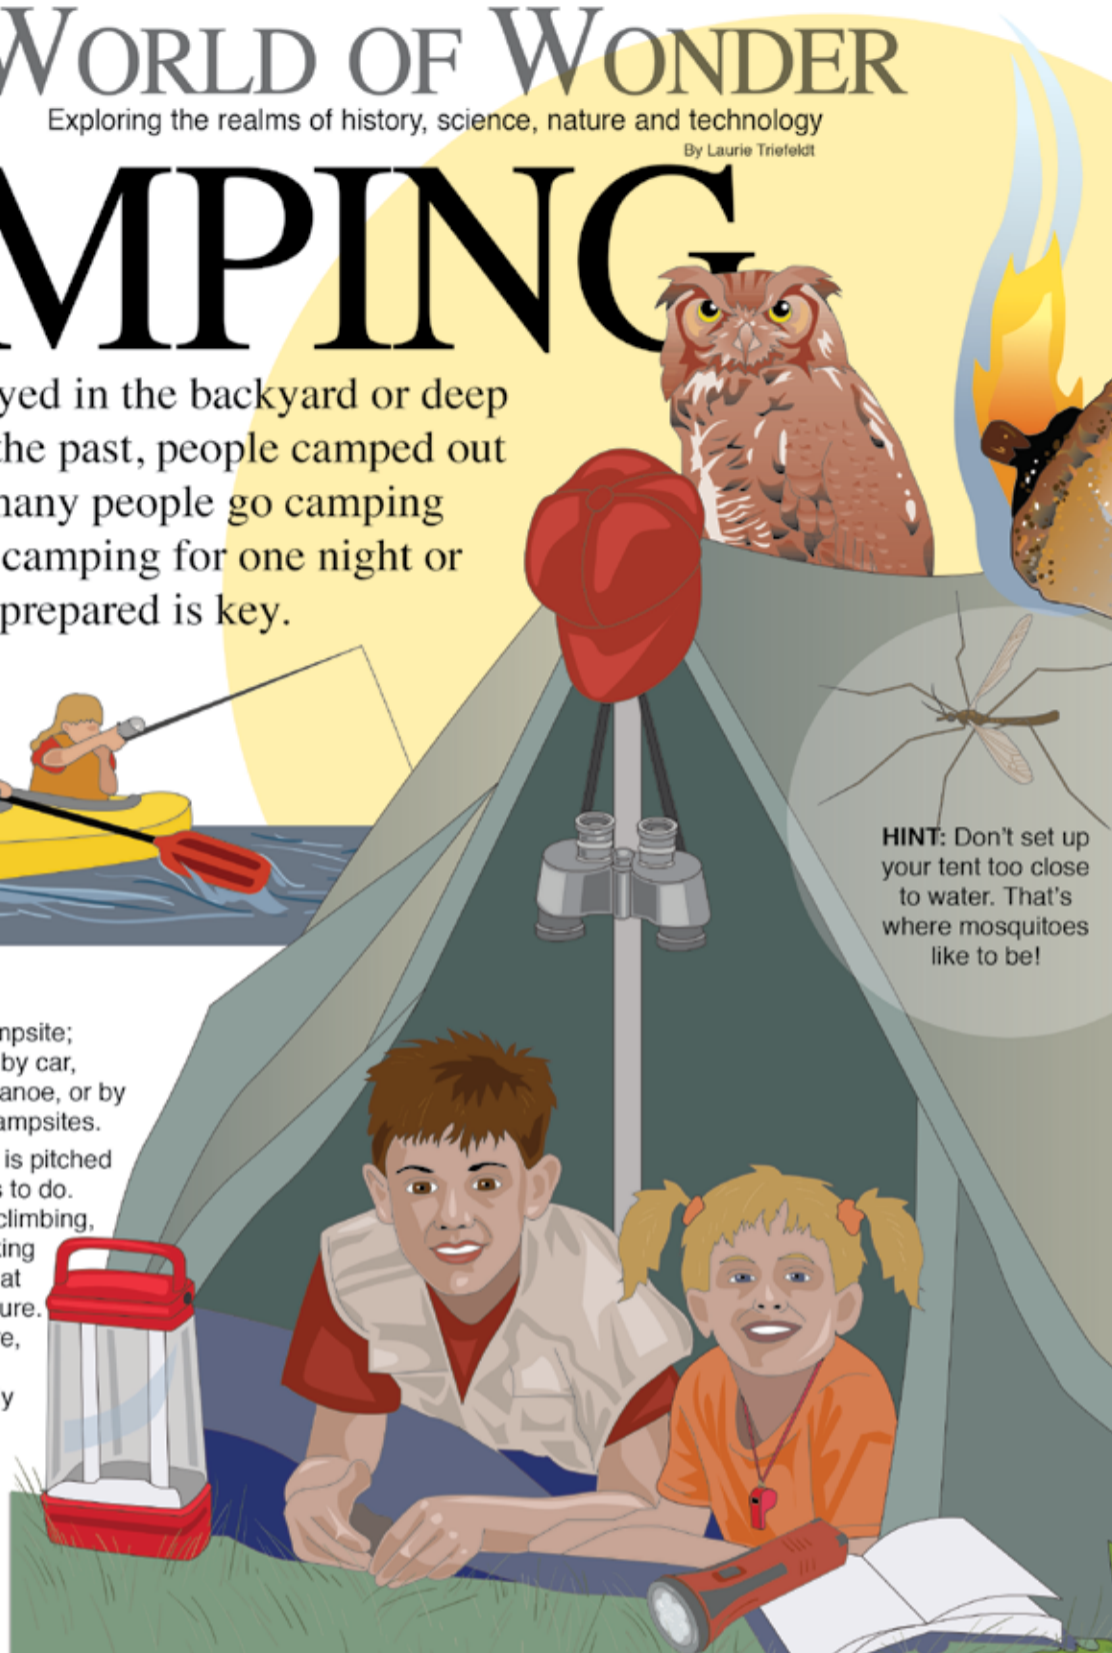 WORLD OF WONDER
Exploring the realms of history, science, nature and technology
By Laurie Triefeldt
MPING
yed in the backyard or deep
the past, people camped out
many people go camping
camping for one night or
prepared is key.
HINT: Don't set up
your tent too close
to water. That's
where mosquitoes
like to be!
mpsite;
by car,
anoe, or by
ampsites.
is pitched
s to do.
climbing,
king
at
ure.
e,
y